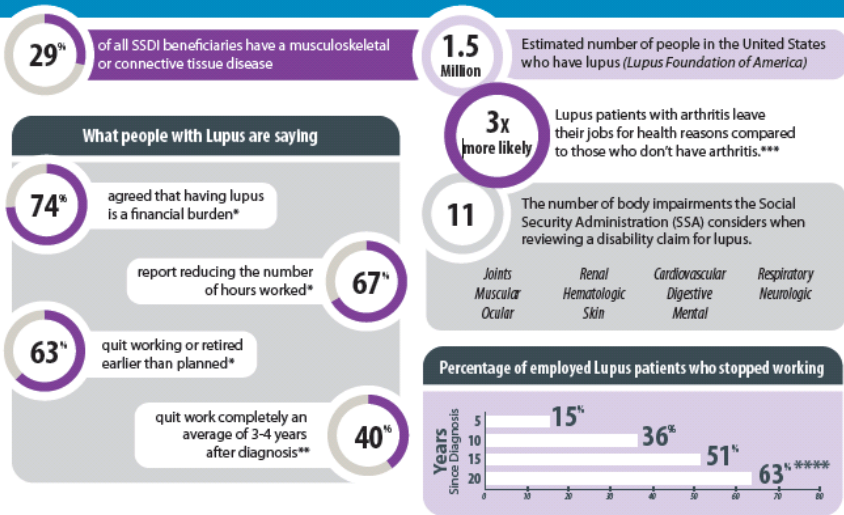 29%
of all SSDI beneficiaries have a musculoskeletal
or connective tissue disease
1.5
Million
Estimated number of people in the United States
who have lupus (Lupus Foundation of America)
3x
more likely
Lupus patients with arthritis leave
their jobs for health reasons compared
to those who don't have arthritis.***
11
The number of body impairments the Social
Security Administration (SSA) considers when
reviewing a disability claim for lupus.
Joints Renal Cardiovascular Respiratory
Muscular Hematologic Digestive Neurologic
Ocular Skin Mental
What people with Lupus are saying
74%
agreed that having lupus
is a financial burden*
report reducing the number
of hours worked*
67%
63%
quit working or retired
earlier than planned*
quit work completely an
average of 3-4 years
after diagnosis**
40%
Percentage of employed Lupus patients who stopped working
Years
Since Diagnosis
5 15%
10 36%
15 51%
20 63%****
0 10 20 30 40 50 60 70 80